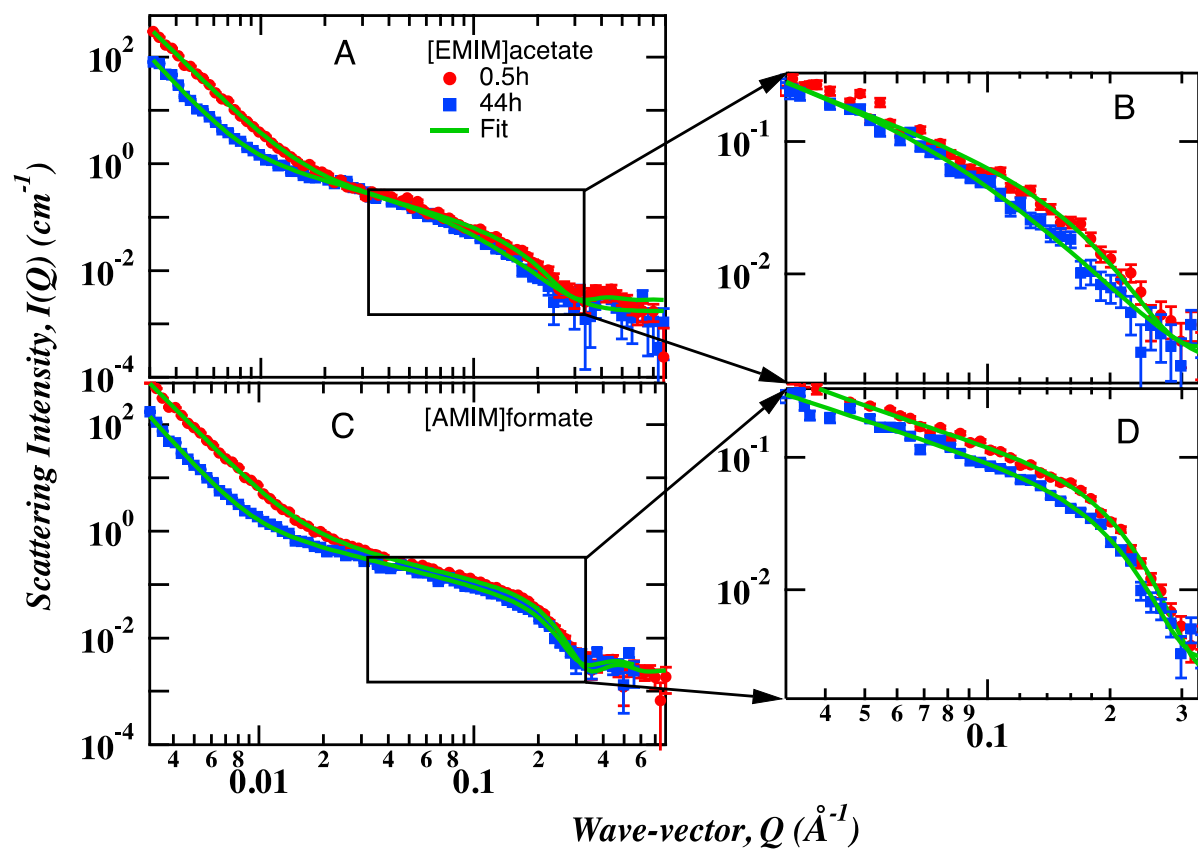 A
[EMIM]acetate
0.5h
44h
Fit
10^2
10^0
10^-2
10^-4
B
10^-1
10^-2
C
[AMIM]formate
10^2
10^0
10^-2
10^-4
D
10^-1
10^-2
4 6 8 2 4 6 8 2 4 6
0.01 0.1
4 5 6 7 8 9 2 3
0.1
Scattering Intensity, I(Q) (cm^-1)
Wave-vector, Q (Å^-1)